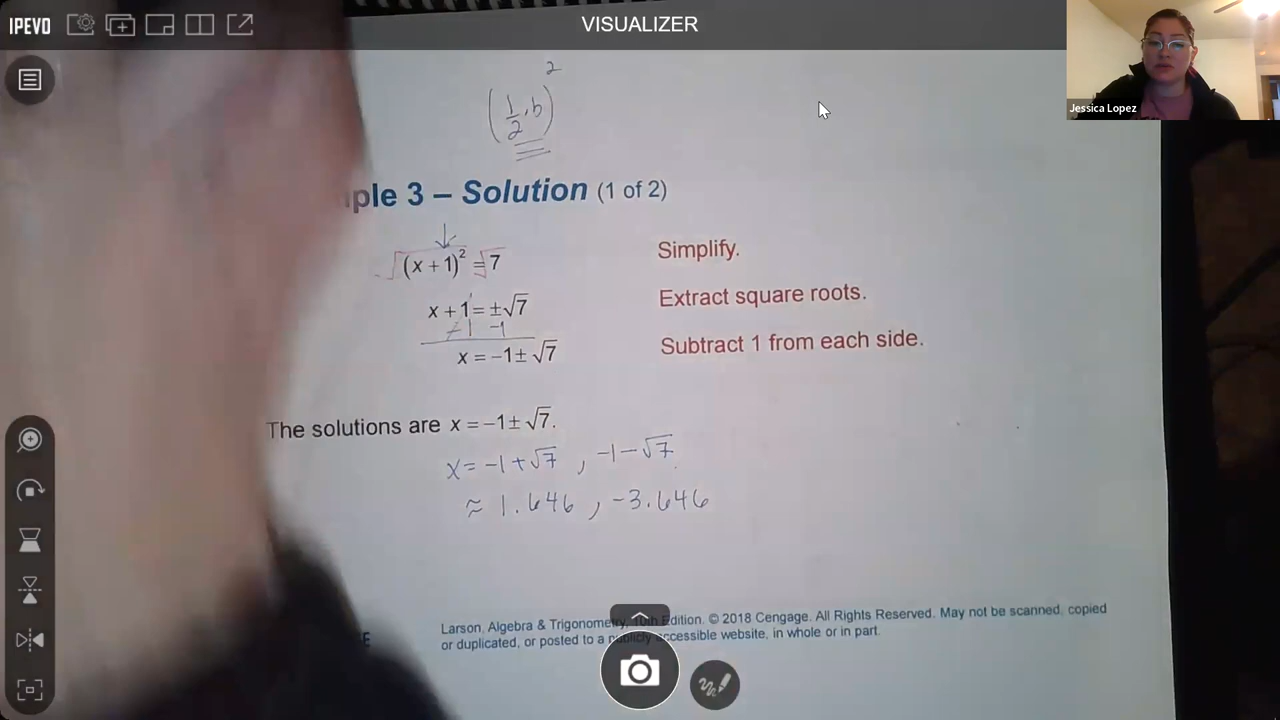 IPEVO
VISUALIZER
Jessica Lopez
(1/2 · b)²
ple 3 – Solution (1 of 2)
(x + 1)² = 7 Simplify.
x + 1 = ±√7 Extract square roots.
-1 -1
x = −1 ± √7 Subtract 1 from each side.
The solutions are x = −1 ± √7.
x = -1 + √7 , -1 - √7
≈ 1.646 , -3.646
Larson, Algebra & Trigonometry, 10th Edition. © 2018 Cengage. All Rights Reserved. May not be scanned, copied
or duplicated, or posted to a publicly accessible website, in whole or in part.